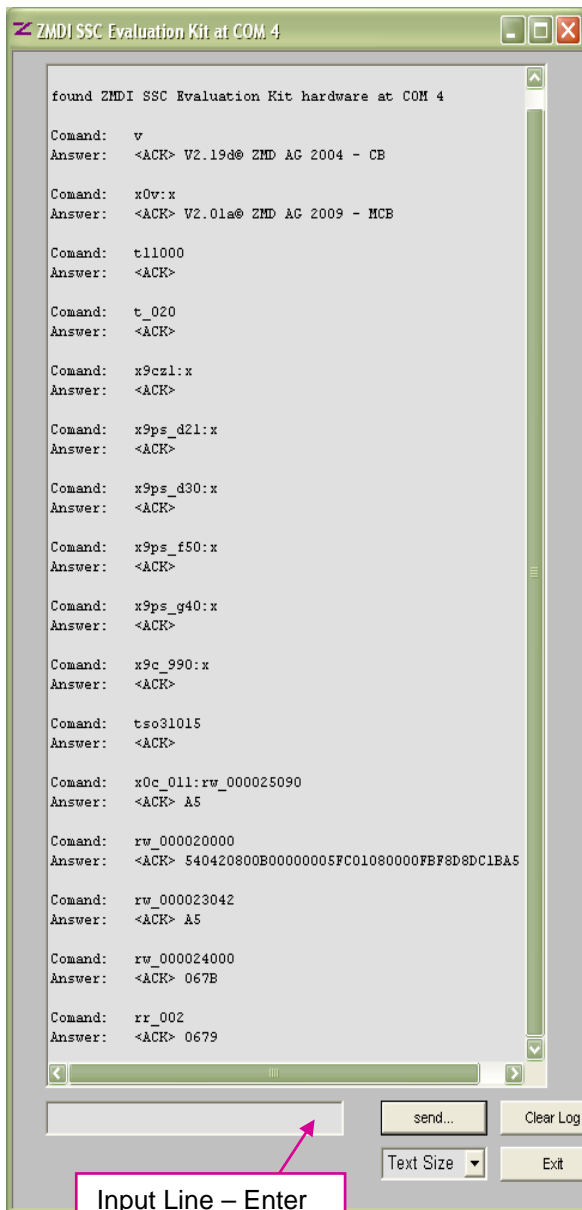 ZMDI SSC Evaluation Kit at COM 4
found ZMDI SSC Evaluation Kit hardware at COM 4
Comand: v
Answer: <ACK> V2.19d© ZMD AG 2004 - CB
Comand: x0v:x
Answer: <ACK> V2.01a© ZMD AG 2009 - MCB
Comand: t11000
Answer: <ACK>
Comand: t_020
Answer: <ACK>
Comand: x9cz1:x
Answer: <ACK>
Comand: x9ps_d21:x
Answer: <ACK>
Comand: x9ps_d30:x
Answer: <ACK>
Comand: x9ps_f50:x
Answer: <ACK>
Comand: x9ps_g40:x
Answer: <ACK>
Comand: x9c_990:x
Answer: <ACK>
Comand: tso31015
Answer: <ACK>
Comand: x0c_011:rw_000025090
Answer: <ACK> A5
Comand: rw_000020000
Answer: <ACK> 540420800B00000005FC01080000FBF8D8DC1BA5
Comand: rw_000023042
Answer: <ACK> A5
Comand: rw_000024000
Answer: <ACK> 067B
Comand: rr_002
Answer: <ACK> 0679
send... Clear Log
Text Size Exit
Input Line – Enter